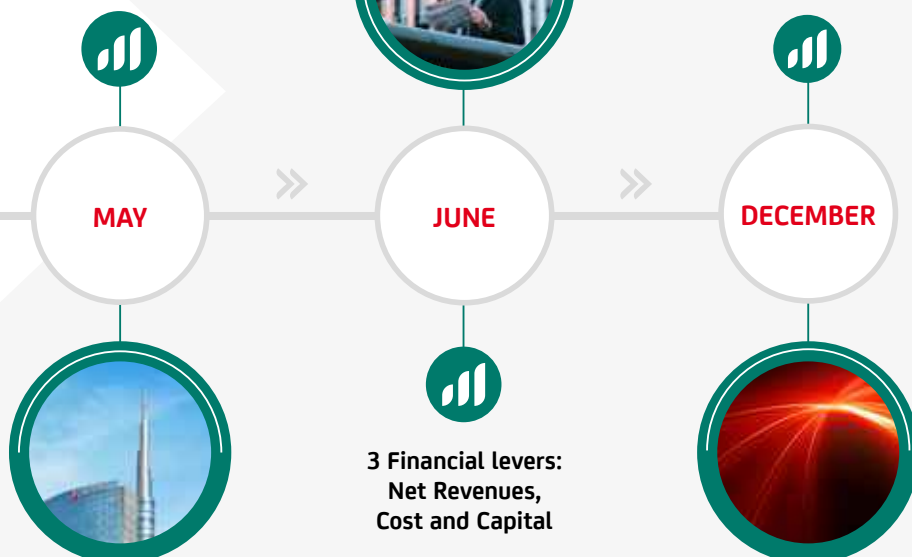 MAY
JUNE
DECEMBER
3 Financial levers:
Net Revenues,
Cost and Capital